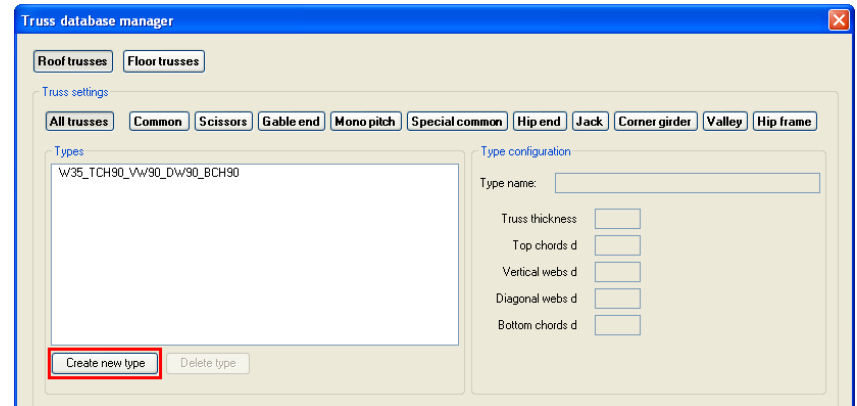 Truss database manager
Roof trusses Floor trusses
Truss settings
All trusses Common Scissors Gable end Mono pitch Special common Hip end Jack Corner girder Valley Hip frame
Types
W35_TCH90_VW90_DW90_BCH90
Create new type Delete type
Type configuration
Type name:
Truss thickness
Top chords d
Vertical webs d
Diagonal webs d
Bottom chords d